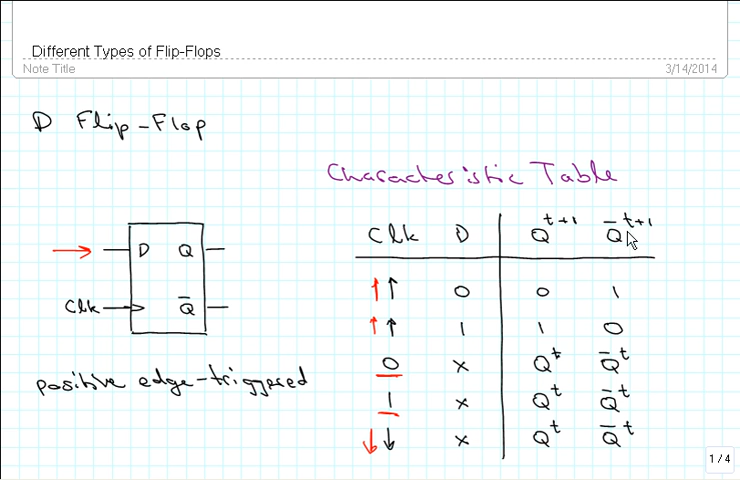 Different Types of Flip-Flops
Note Title
3/14/2014
D Flip-Flop
Characteristic Table
Clk D Q^t+1 Q̅^t+1
↑ ↑ 0 0 1
↑ ↑ 1 1 0
0 x Q^t Q̅^t
1 x Q^t Q̅^t
↓ ↓ x Q^t Q̅^t
D Q
Clk Q̅
positive edge-triggered
1 / 4